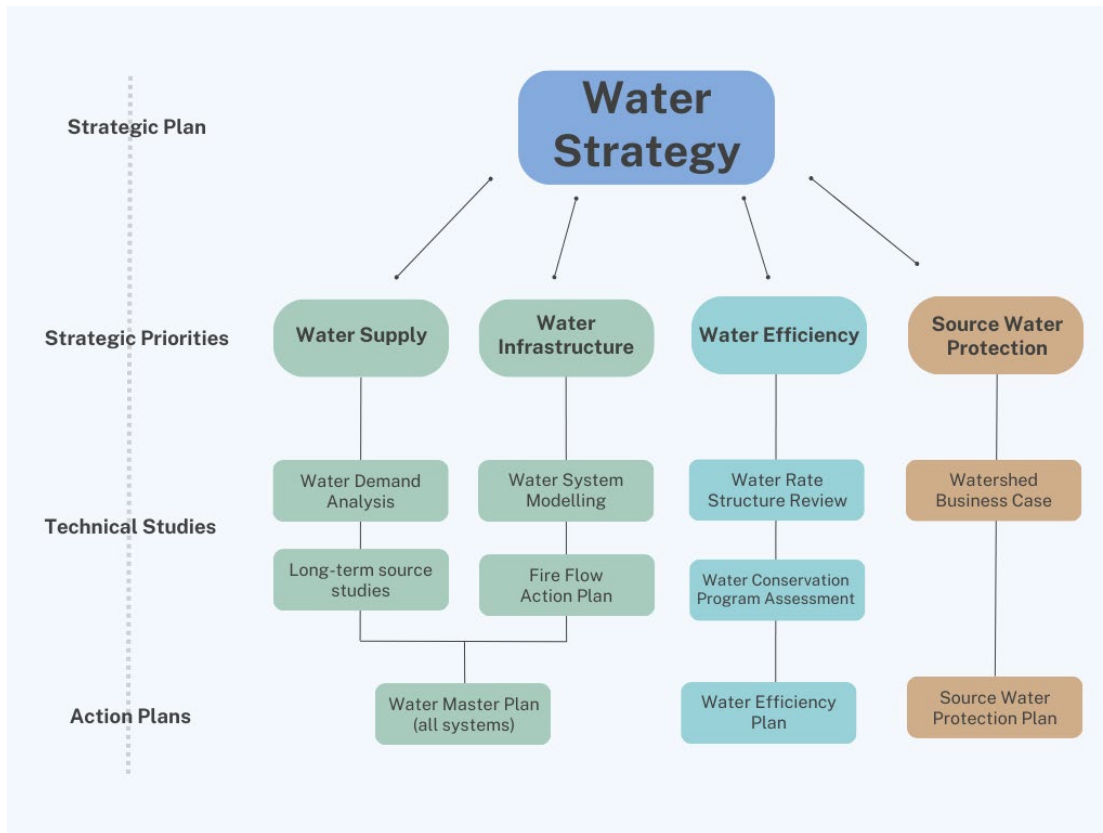 Strategic Plan
Water
Strategy
Strategic Priorities
Water Supply
Water
Infrastructure
Water Efficiency
Source Water
Protection
Technical Studies
Water Demand
Analysis
Water System
Modelling
Water Rate
Structure Review
Watershed
Business Case
Long-term source
studies
Fire Flow
Action Plan
Water Conservation
Program Assessment
Action Plans
Water Master Plan
(all systems)
Water Efficiency
Plan
Source Water
Protection Plan